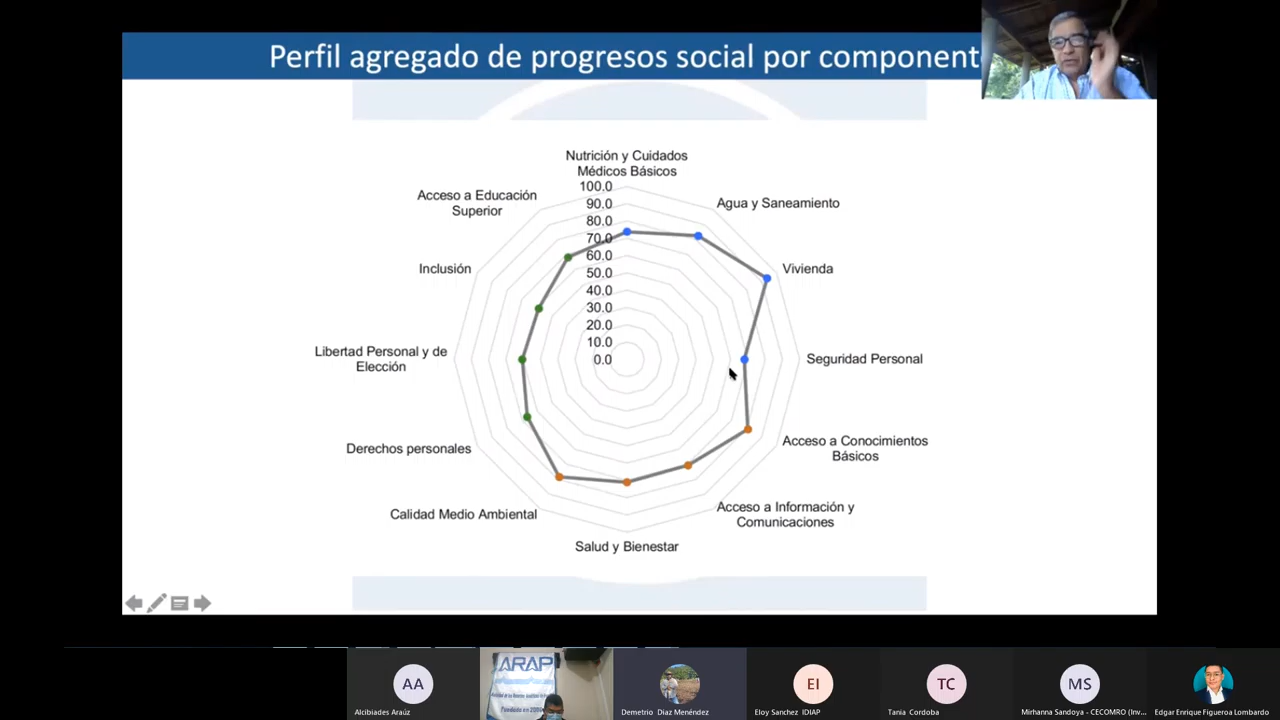 Perfil agregado de progresos social por component
Nutrición y Cuidados
Médicos Básicos
100.0
90.0
80.0
70.0
60.0
50.0
40.0
30.0
20.0
10.0
0.0
Agua y Saneamiento
Vivienda
Seguridad Personal
Acceso a Conocimientos
Básicos
Acceso a Información y
Comunicaciones
Salud y Bienestar
Calidad Medio Ambiental
Derechos personales
Libertad Personal y de
Elección
Inclusión
Acceso a Educación
Superior
AA
Alcibiades Araúz
ARAP
Demetrio Diaz Menéndez
EI
Eloy Sanchez IDIAP
TC
Tania Cordoba
MS
Mirhanna Sandoya - CECOMRO (Inv...
Edgar Enrique Figueroa Lombardo